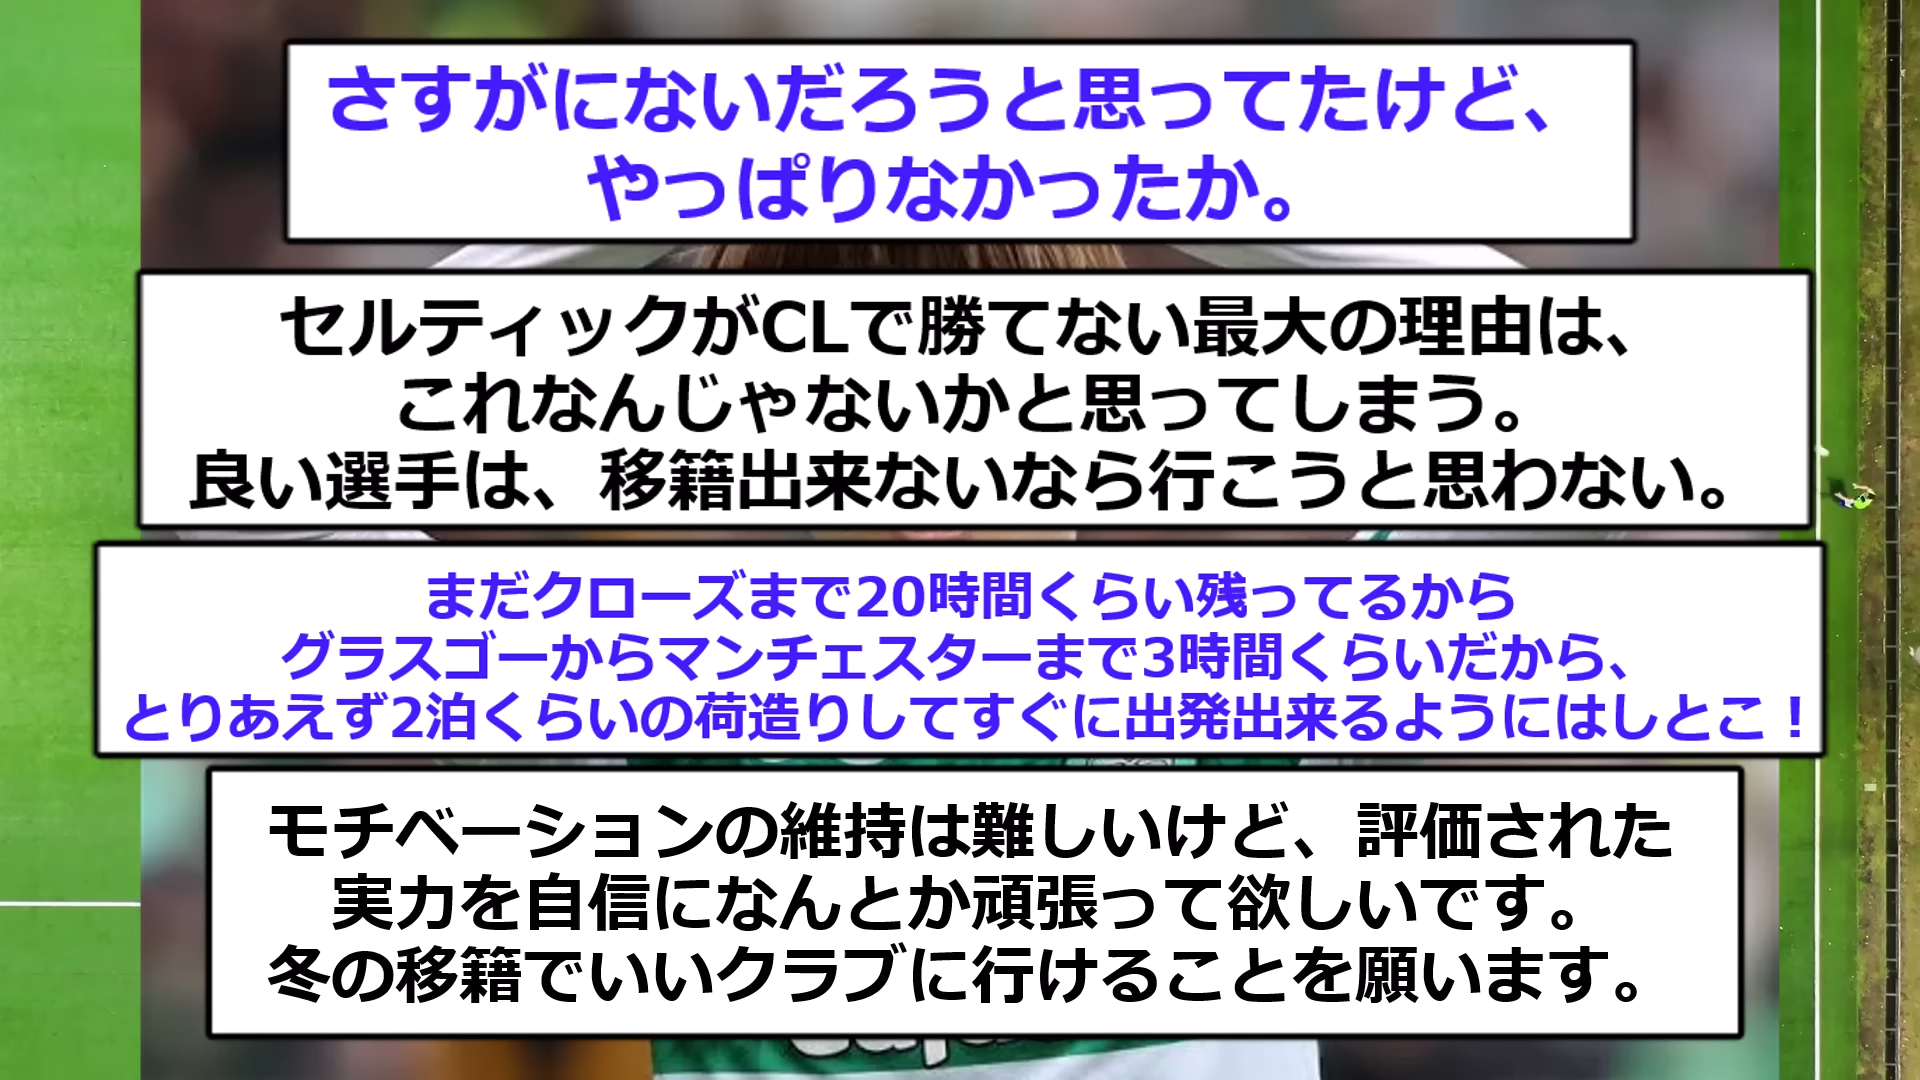 さすがにないだろうと思ってたけど、
やっぱりなかったか。
セルティックがCLで勝てない最大の理由は、
これなんじゃないかと思ってしまう。
良い選手は、移籍出来ないなら行こうと思わない。
まだクローズまで20時間くらい残ってるから
グラスゴーからマンチェスターまで3時間くらいだから、
とりあえず2泊くらいの荷造りしてすぐに出発出来るようにはしとこ！
モチベーションの維持は難しいけど、評価された
実力を自信になんとか頑張って欲しいです。
冬の移籍でいいクラブに行けることを願います。